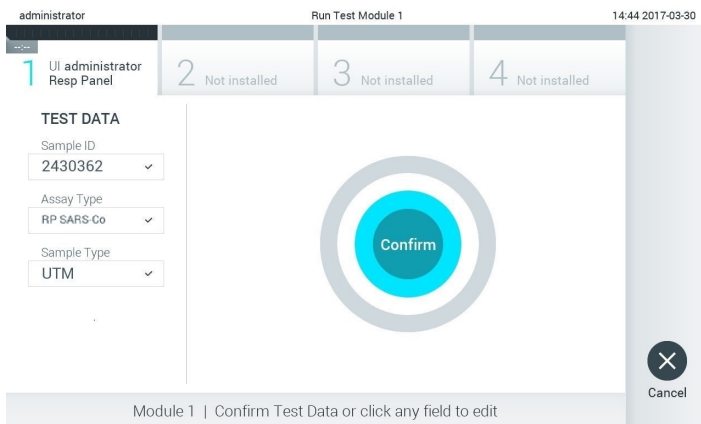 administrator
Run Test Module 1
14:44 2017-03-30
--:--
1 UI administrator
Resp Panel
2 Not installed
3 Not installed
4 Not installed
TEST DATA
Sample ID
2430362
Assay Type
RP SARS-Co
Sample Type
UTM
Confirm
Cancel
Module 1 | Confirm Test Data or click any field to edit